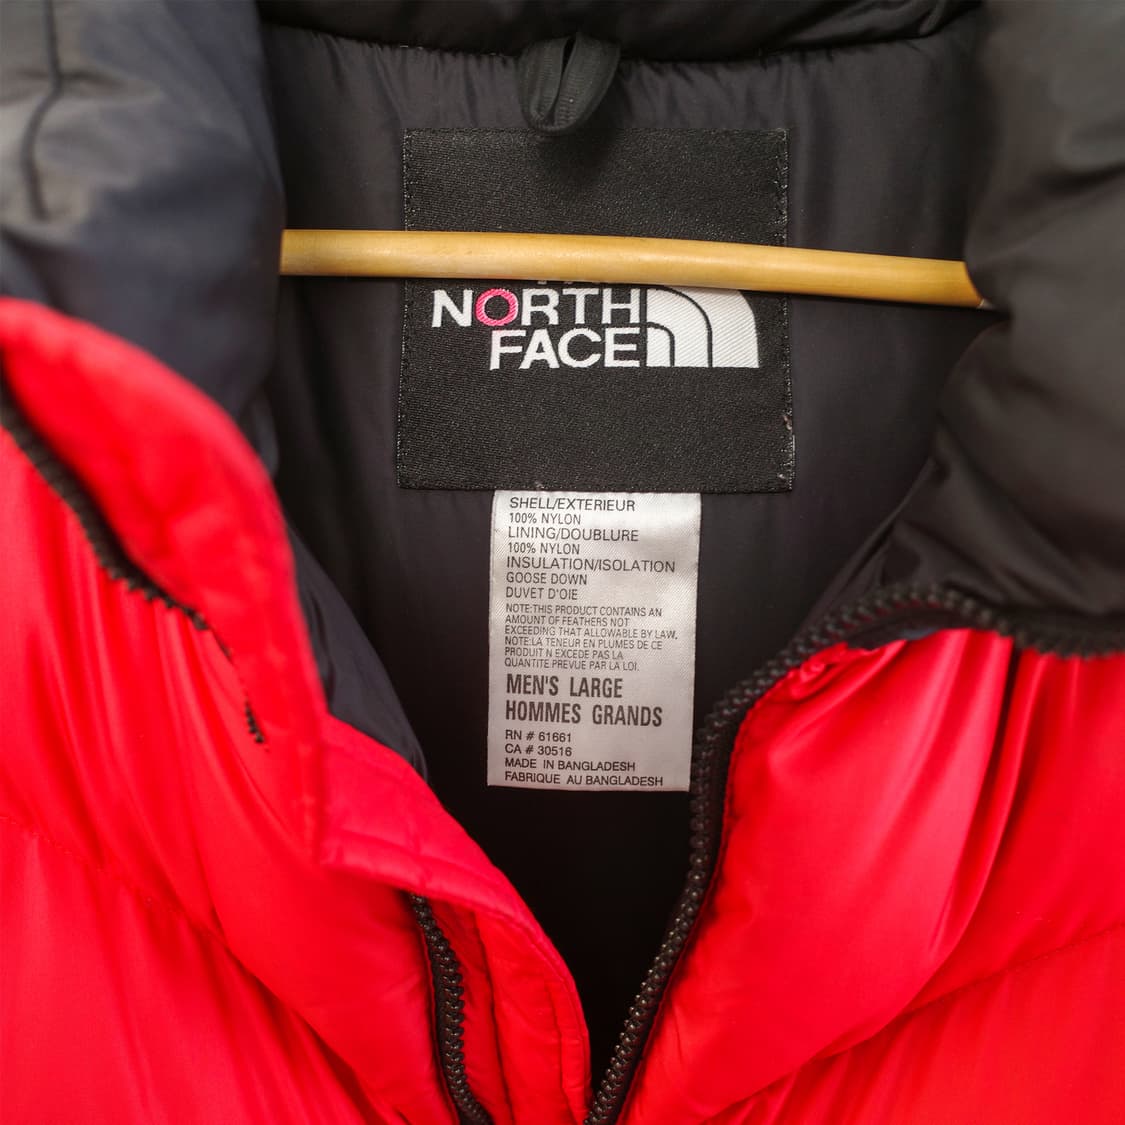 NORTH
FACE
SHELL/EXTERIEUR
100% NYLON
LINING/DOUBLURE
100% NYLON
INSULATION/ISOLATION
GOOSE DOWN
DUVET D'OIE
NOTE:THIS PRODUCT CONTAINS AN
AMOUNT OF FEATHERS NOT
EXCEEDING THAT ALLOWABLE BY LAW.
NOTE:LA TENEUR EN PLUMES DE CE
PRODUIT N EXCEDE PAS LA
QUANTITE PREVUE PAR LA LOI.
MEN'S LARGE
HOMMES GRANDS
RN # 61661
CA # 30516
MADE IN BANGLADESH
FABRIQUE AU BANGLADESH